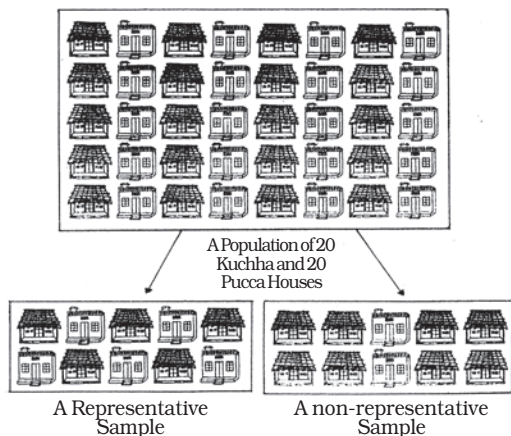 A Population of 20
Kuchha and 20
Pucca Houses
A Representative
Sample
A non-representative
Sample